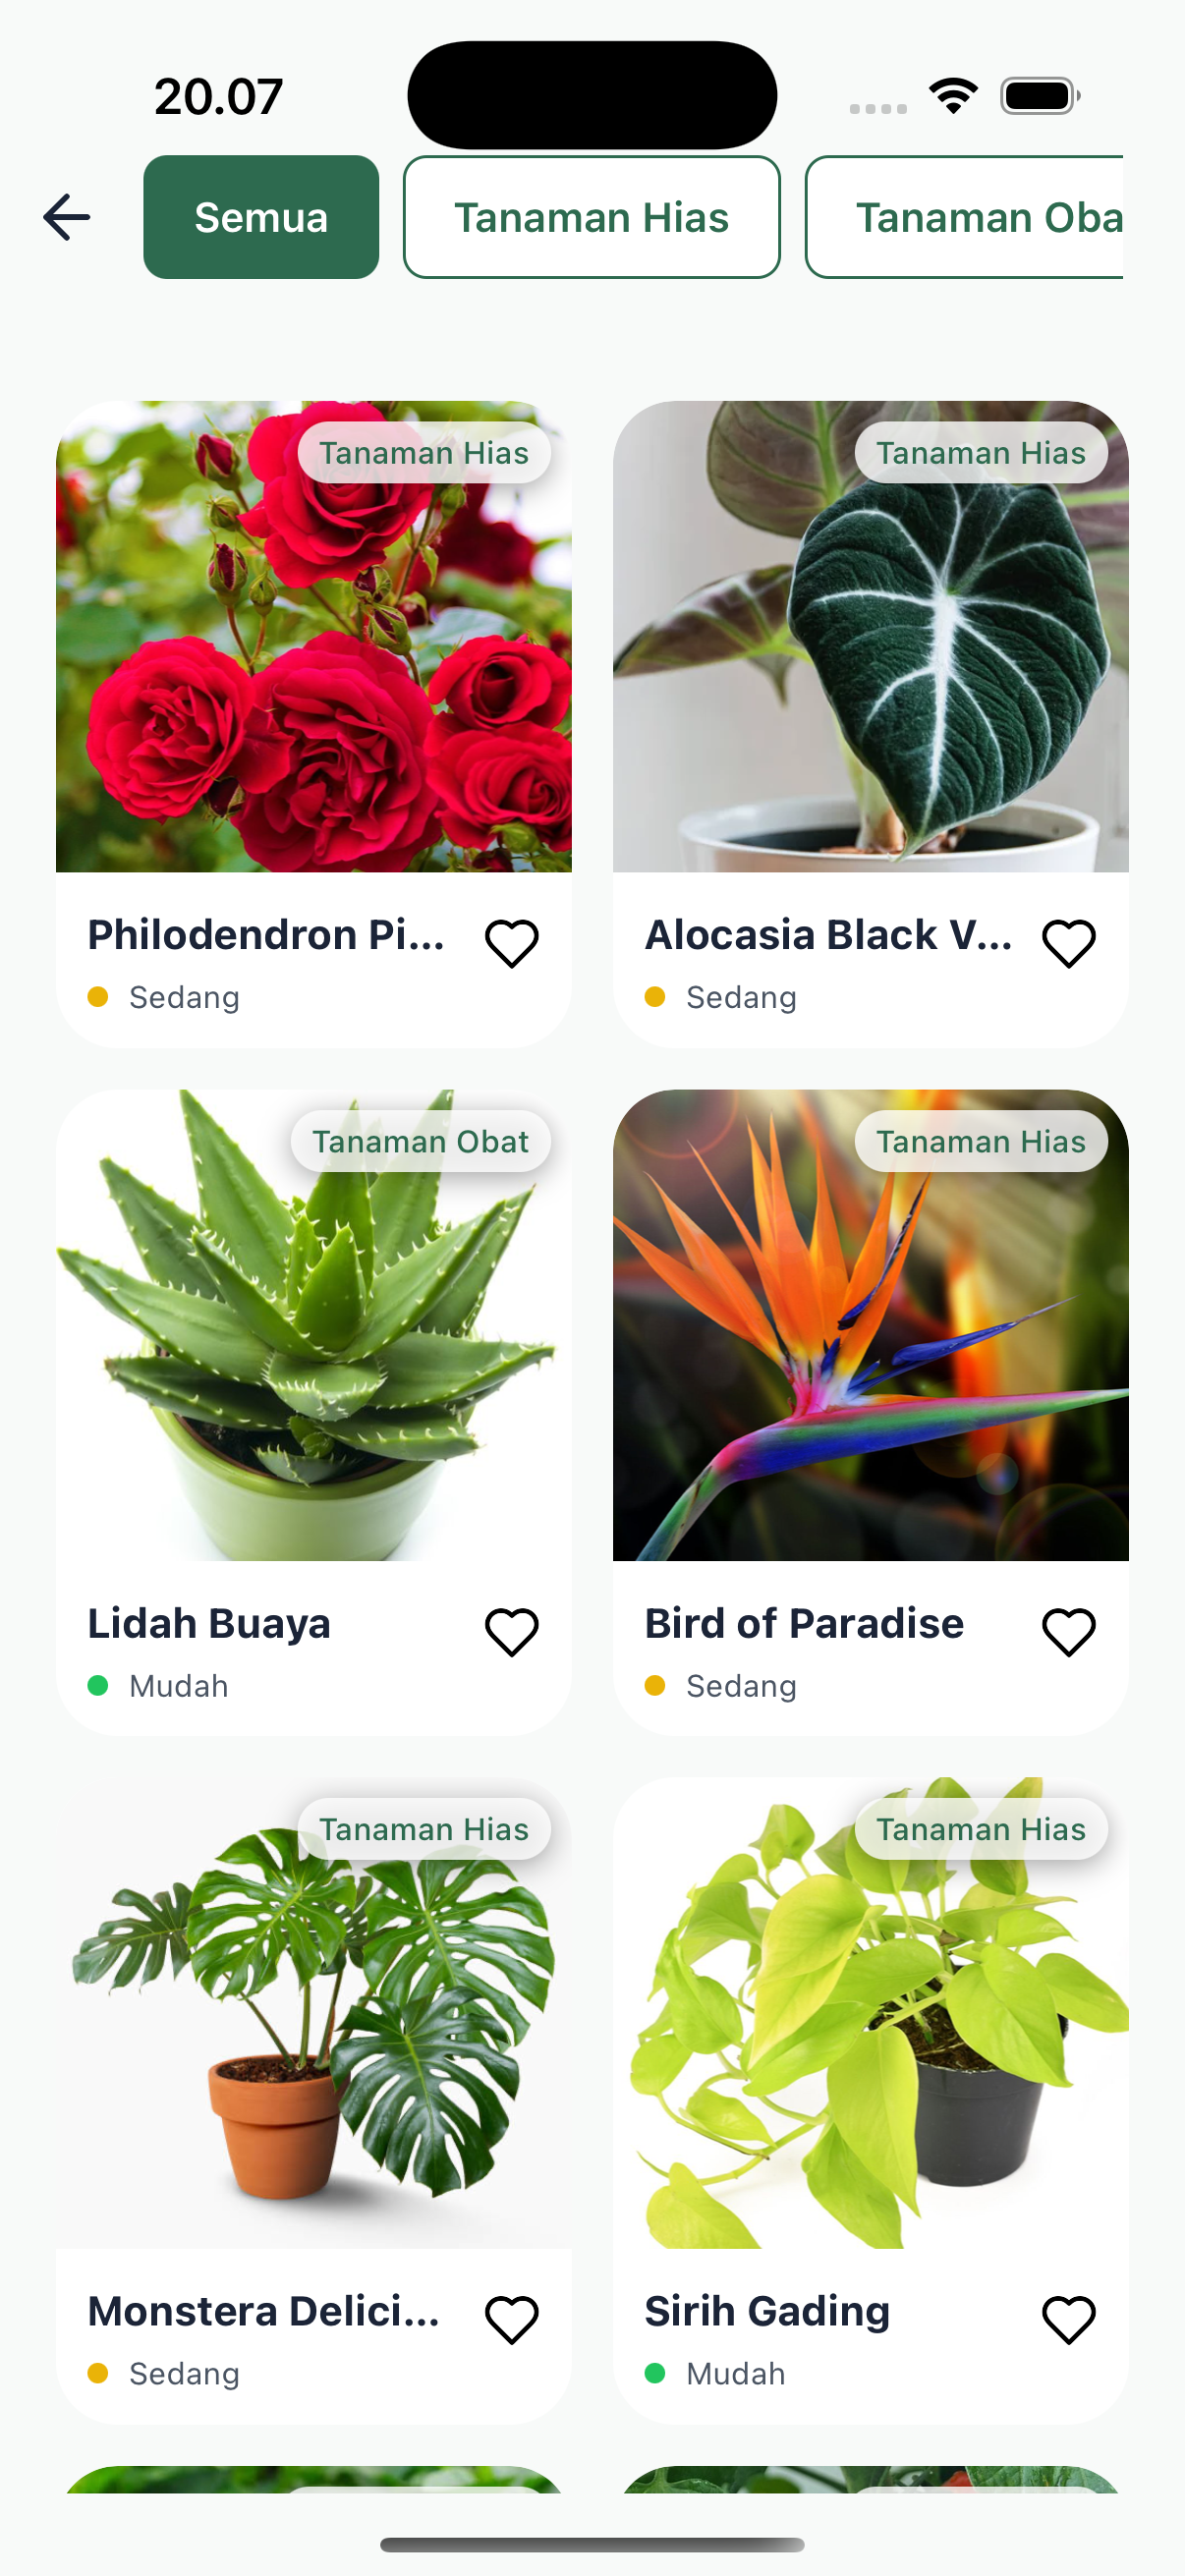 20.07
Semua
Tanaman Hias
Tanaman Oba
Tanaman Hias
Tanaman Hias
Philodendron Pi...
Alocasia Black V...
Sedang
Sedang
Tanaman Obat
Tanaman Hias
Lidah Buaya
Bird of Paradise
Mudah
Sedang
Tanaman Hias
Tanaman Hias
Monstera Delici...
Sirih Gading
Sedang
Mudah